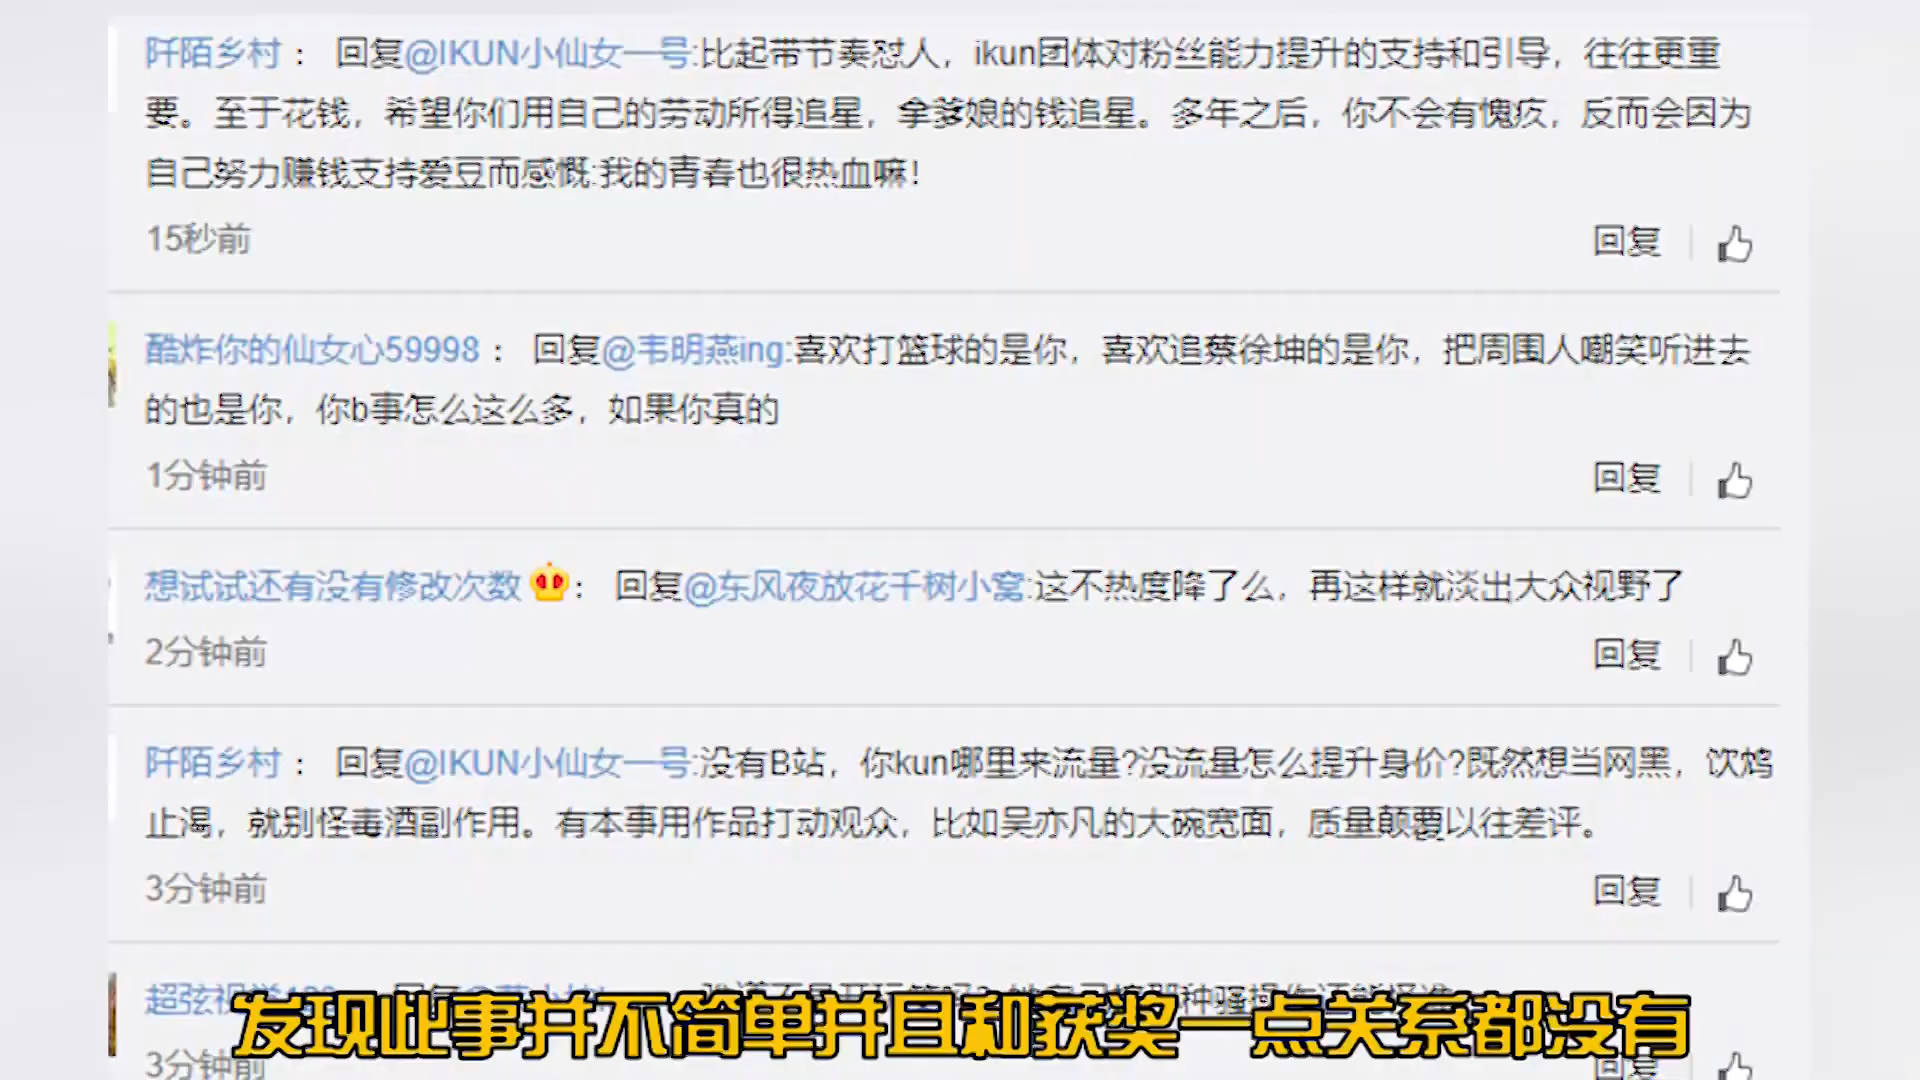 阡陌乡村： 回复@IKUN小仙女一号:比起带节奏怼人，ikun团体对粉丝能力提升的支持和引导，往往更重
要。至于花钱，希望你们用自己的劳动所得追星，拿爹娘的钱追星。多年之后，你不会有愧疚，反而会因为
自己努力赚钱支持爱豆而感慨:我的青春也很热血嘛！
15秒前 回复
酷炸你的仙女心59998： 回复@韦明燕ing:喜欢打篮球的是你，喜欢追蔡徐坤的是你，把周围人嘲笑听进去
的也是你，你b事怎么这么多，如果你真的
1分钟前 回复
想试试还有没有修改次数： 回复@东风夜放花千树小窝:这不热度降了么，再这样就淡出大众视野了
2分钟前 回复
阡陌乡村： 回复@IKUN小仙女一号:没有B站，你kun哪里来流量?没流量怎么提升身价?既然想当网黑，饮鸩
止渴，就别怪毒酒副作用。有本事用作品打动观众，比如吴亦凡的大碗宽面，质量颠覆以往差评。
3分钟前 回复
发现此事并不简单并且和获奖一点关系都没有
3分钟前 回复